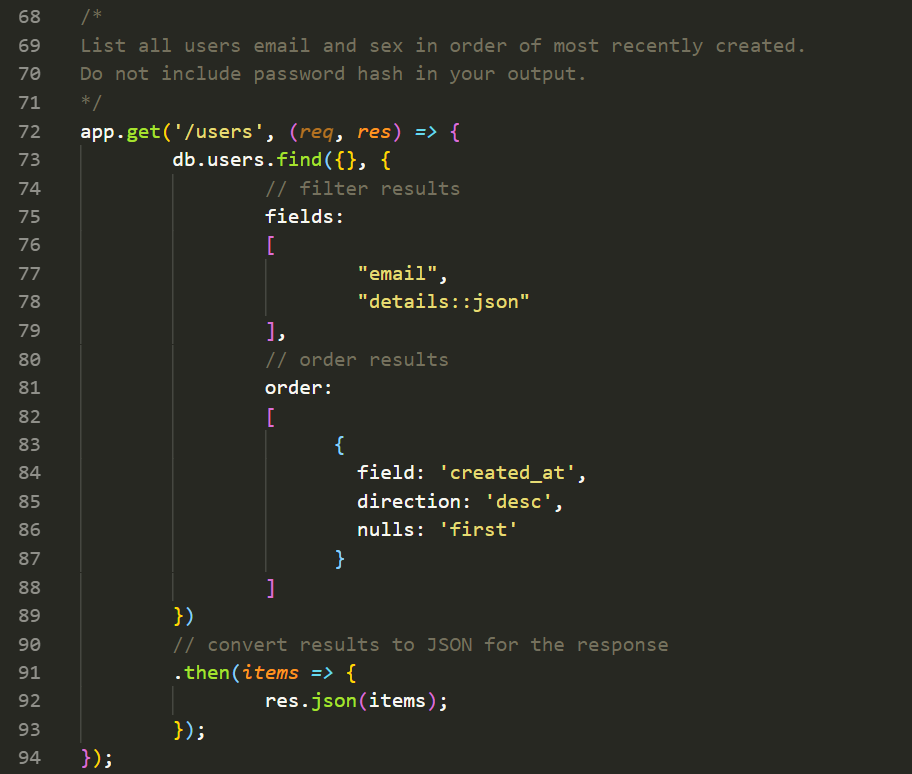 68 /*
69 List all users email and sex in order of most recently created.
70 Do not include password hash in your output.
71 */
72 app.get('/users', (req, res) => {
73 db.users.find({}, {
74 // filter results
75 fields:
76 [
77 "email",
78 "details::json"
79 ],
80 // order results
81 order:
82 [
83 {
84 field: 'created_at',
85 direction: 'desc',
86 nulls: 'first'
87 }
88 ]
89 })
90 // convert results to JSON for the response
91 .then(items => {
92 res.json(items);
93 });
94 });